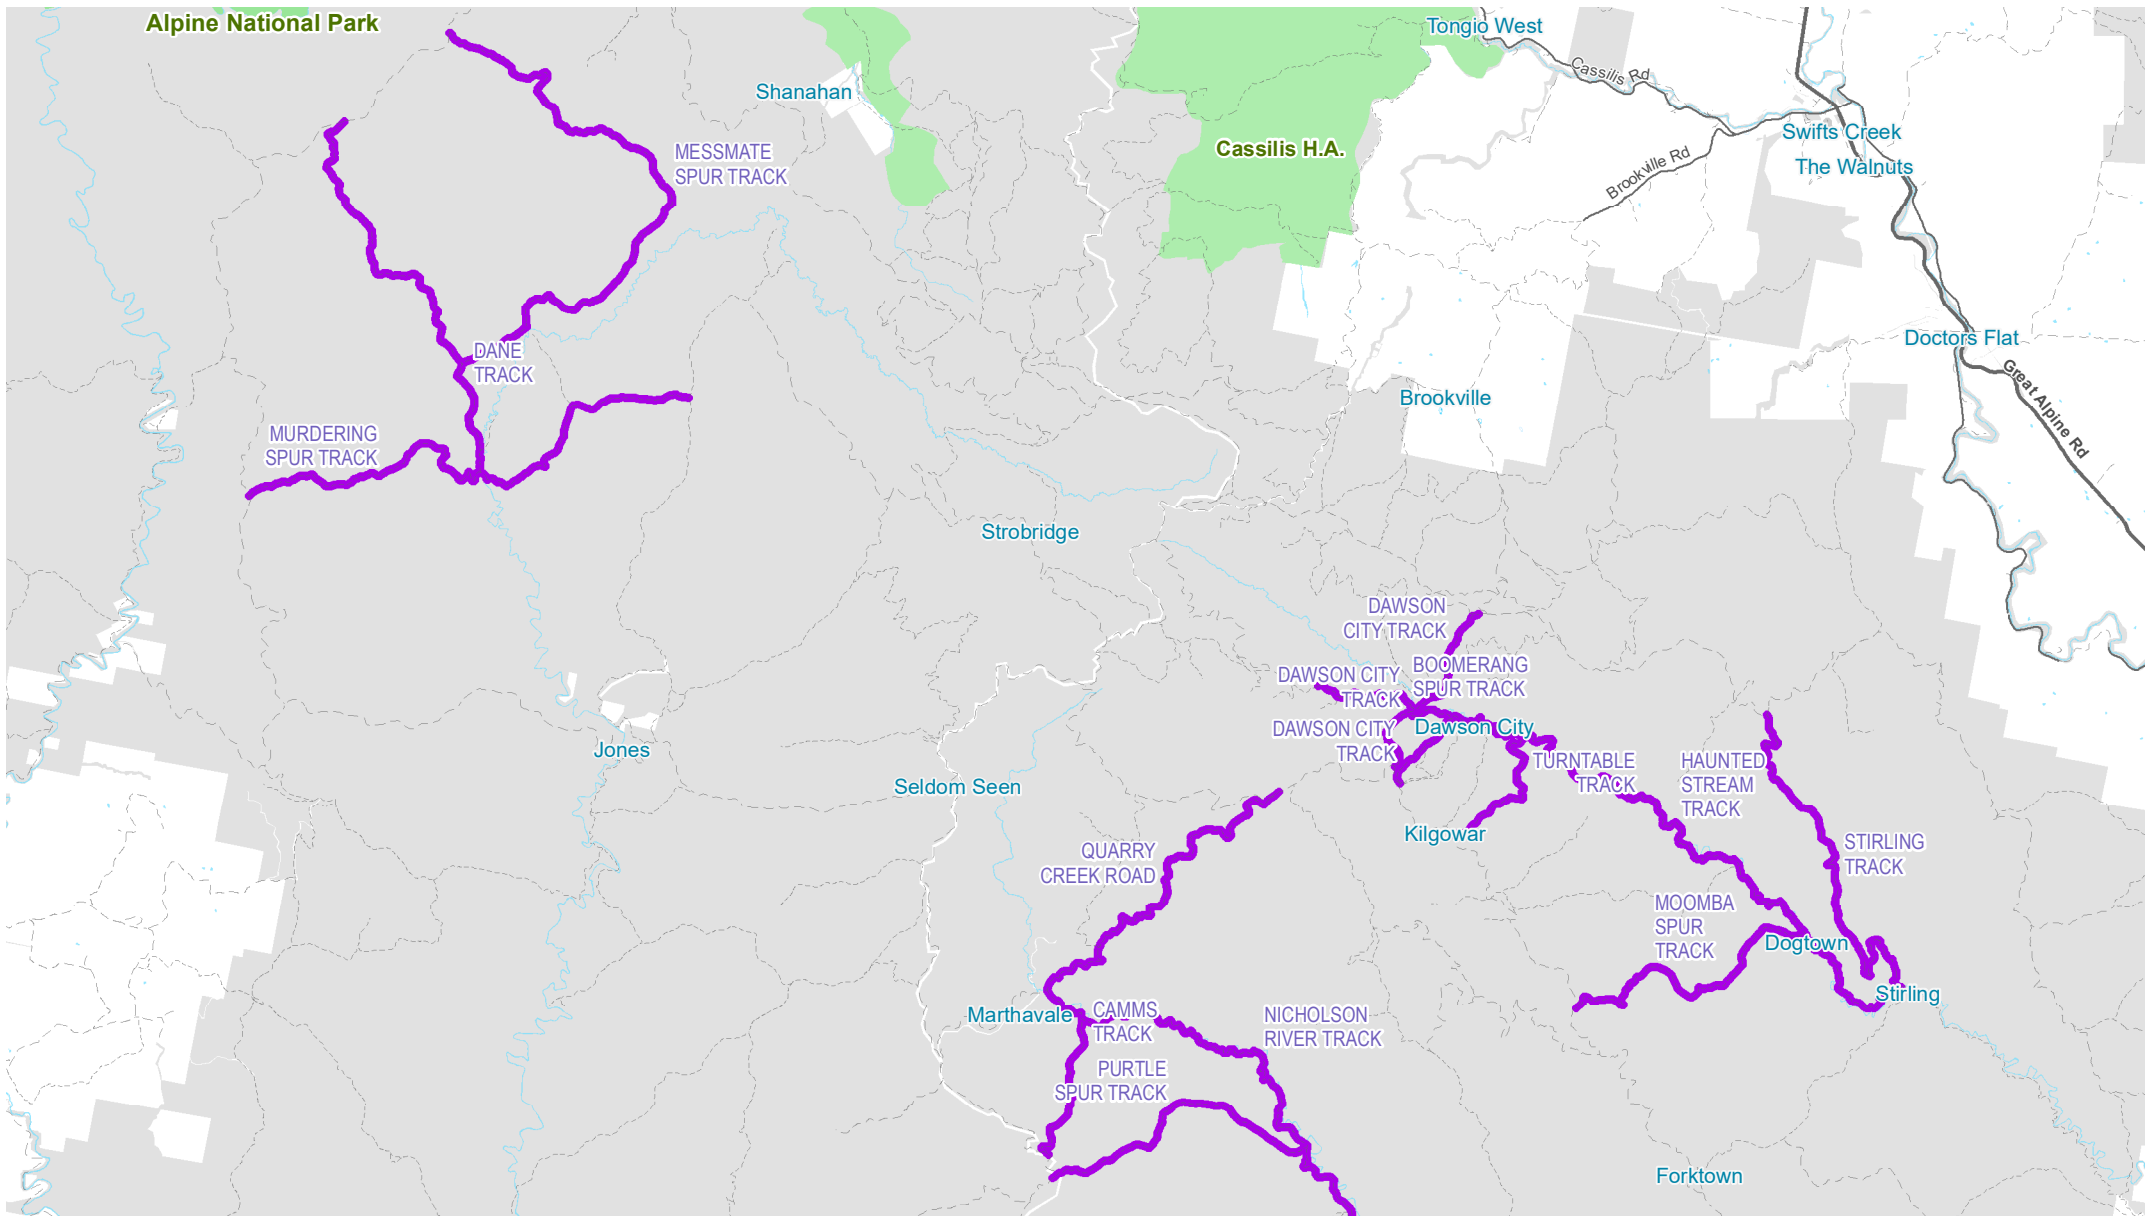 Alpine National Park
Tongio West
Cassilis Rd
Shanahan
Swifts Creek
Cassilis H.A.
MESSMATE
SPUR TRACK
Brookville Rd
The Walnuts
Doctors Flat
DANE
TRACK
Great Alpine Rd
Brookville
MURDERING
SPUR TRACK
Strobridge
DAWSON
CITY TRACK
BOOMERANG
SPUR TRACK
DAWSON CITY
TRACK
DAWSON CITY
TRACK
Dawson City
Jones
TURNTABLE
TRACK
HAUNTED
STREAM
TRACK
Seldom Seen
Kilgowar
STIRLING
TRACK
QUARRY
CREEK ROAD
MOOMBA
SPUR
TRACK
Dogtown
Stirling
Marthavale
CAMMS
TRACK
NICHOLSON
RIVER TRACK
PURTLE
SPUR TRACK
Forktown